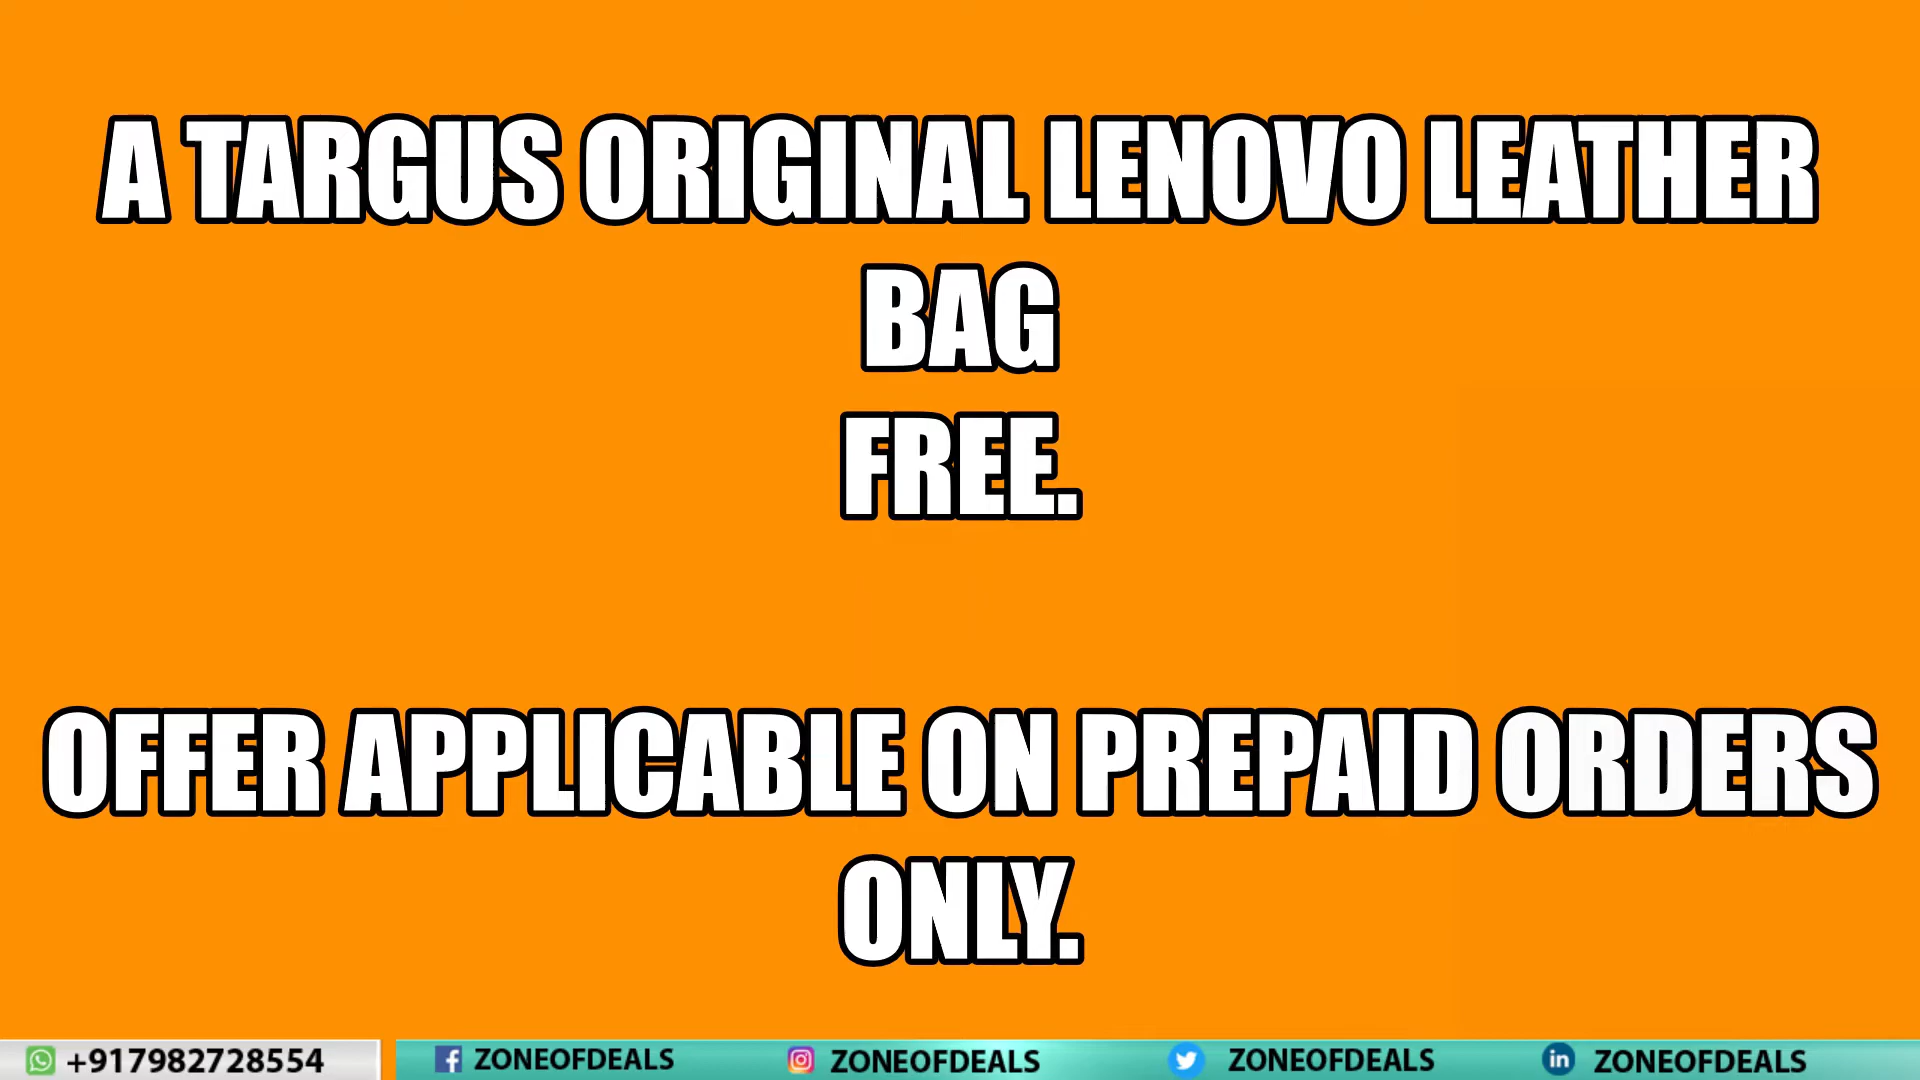 A TARGUS ORIGINAL LENOVO LEATHER
BAG
FREE.
OFFER APPLICABLE ON PREPAID ORDERS
ONLY.
+917982728554 ZONEOFDEALS ZONEOFDEALS ZONEOFDEALS ZONEOFDEALS